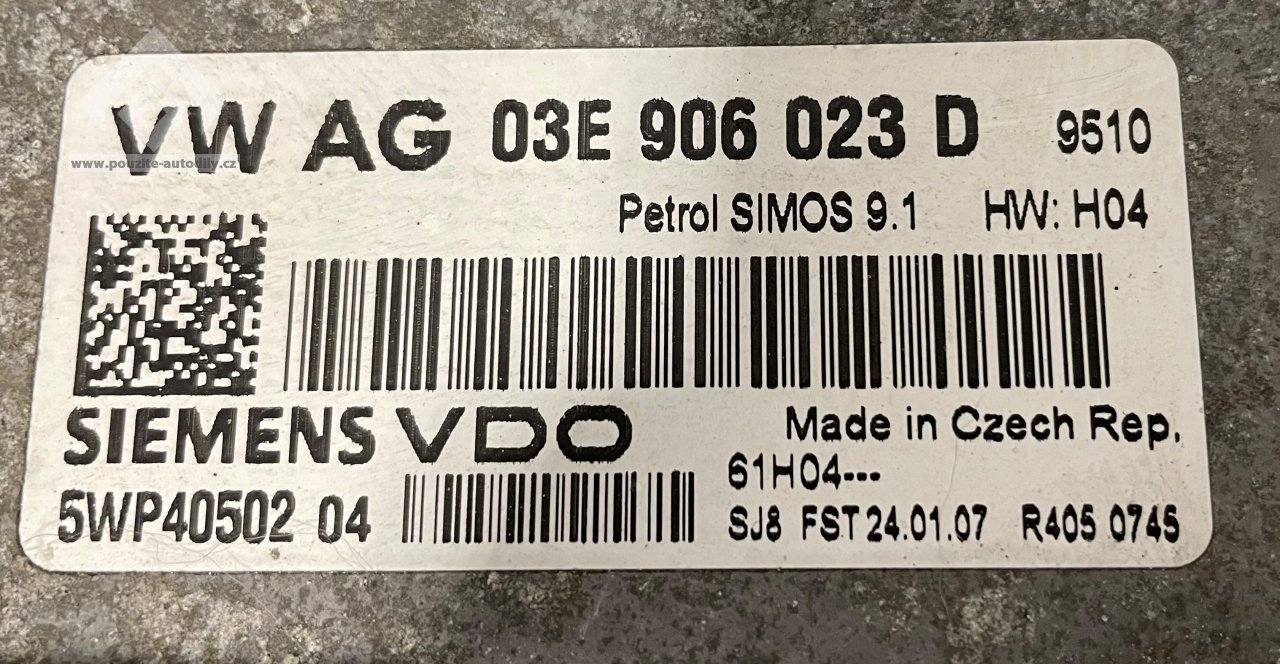 VW AG 03E 906 023 D 9510
www.pouzite-autodily.cz
Petrol SIMOS 9.1 HW: H04
SIEMENS VDO Made in Czech Rep.
61H04---
5WP40502 04 SJ8 FST 24.01.07 R405 0745